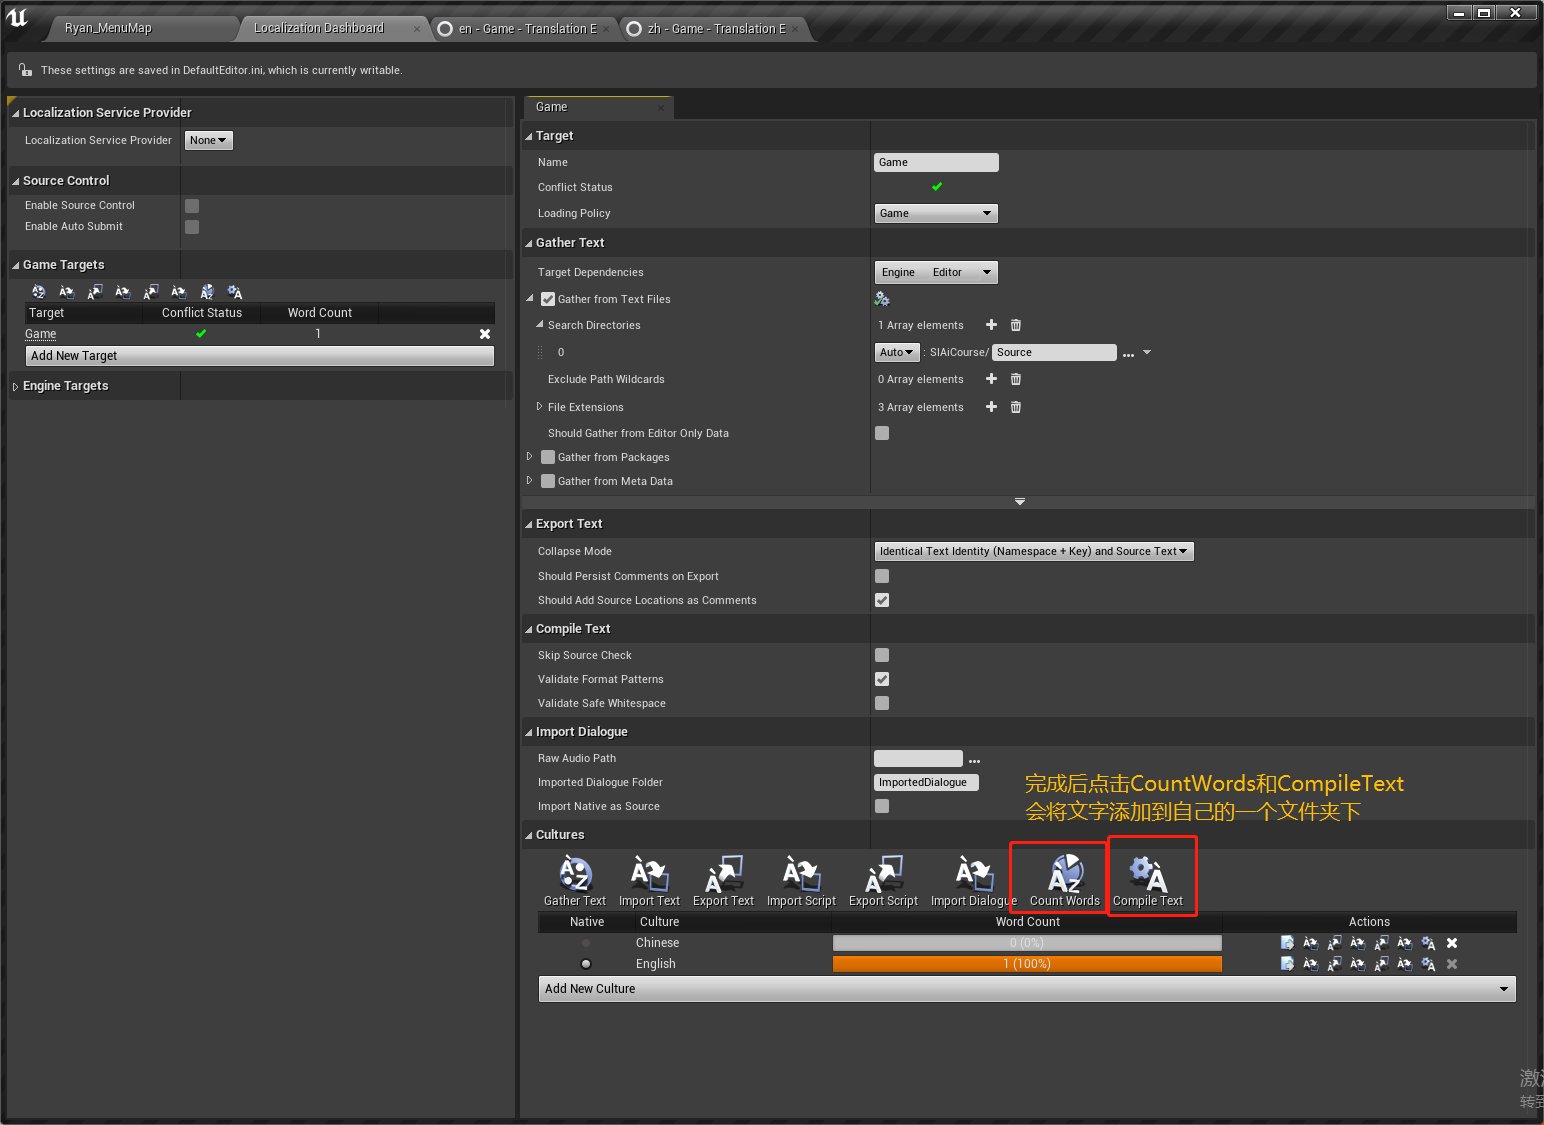 Ryan_MenuMap
Localization Dashboard
en - Game - Translation E
zh - Game - Translation E
These settings are saved in DefaultEditor.ini, which is currently writable.
Localization Service Provider
Localization Service Provider None
Source Control
Enable Source Control
Enable Auto Submit
Game Targets
Target Conflict Status Word Count
Game 1
Add New Target
Engine Targets
Game
Target
Name Game
Conflict Status
Loading Policy Game
Gather Text
Target Dependencies Engine Editor
Gather from Text Files
Search Directories 1 Array elements
0 Auto : SlAiCourse/ Source ...
Exclude Path Wildcards 0 Array elements
File Extensions 3 Array elements
Should Gather from Editor Only Data
Gather from Packages
Gather from Meta Data
Export Text
Collapse Mode Identical Text Identity (Namespace + Key) and Source Text
Should Persist Comments on Export
Should Add Source Locations as Comments
Compile Text
Skip Source Check
Validate Format Patterns
Validate Safe Whitespace
Import Dialogue
Raw Audio Path ...
Imported Dialogue Folder ImportedDialogue
Import Native as Source
完成后点击CountWords和CompileText
会将文字添加到自己的一个文件夹下
Cultures
Gather Text Import Text Export Text Import Script Export Script Import Dialogue Count Words Compile Text
Native Culture Word Count Actions
Chinese 0 (0%)
English 1 (100%)
Add New Culture
激
转到